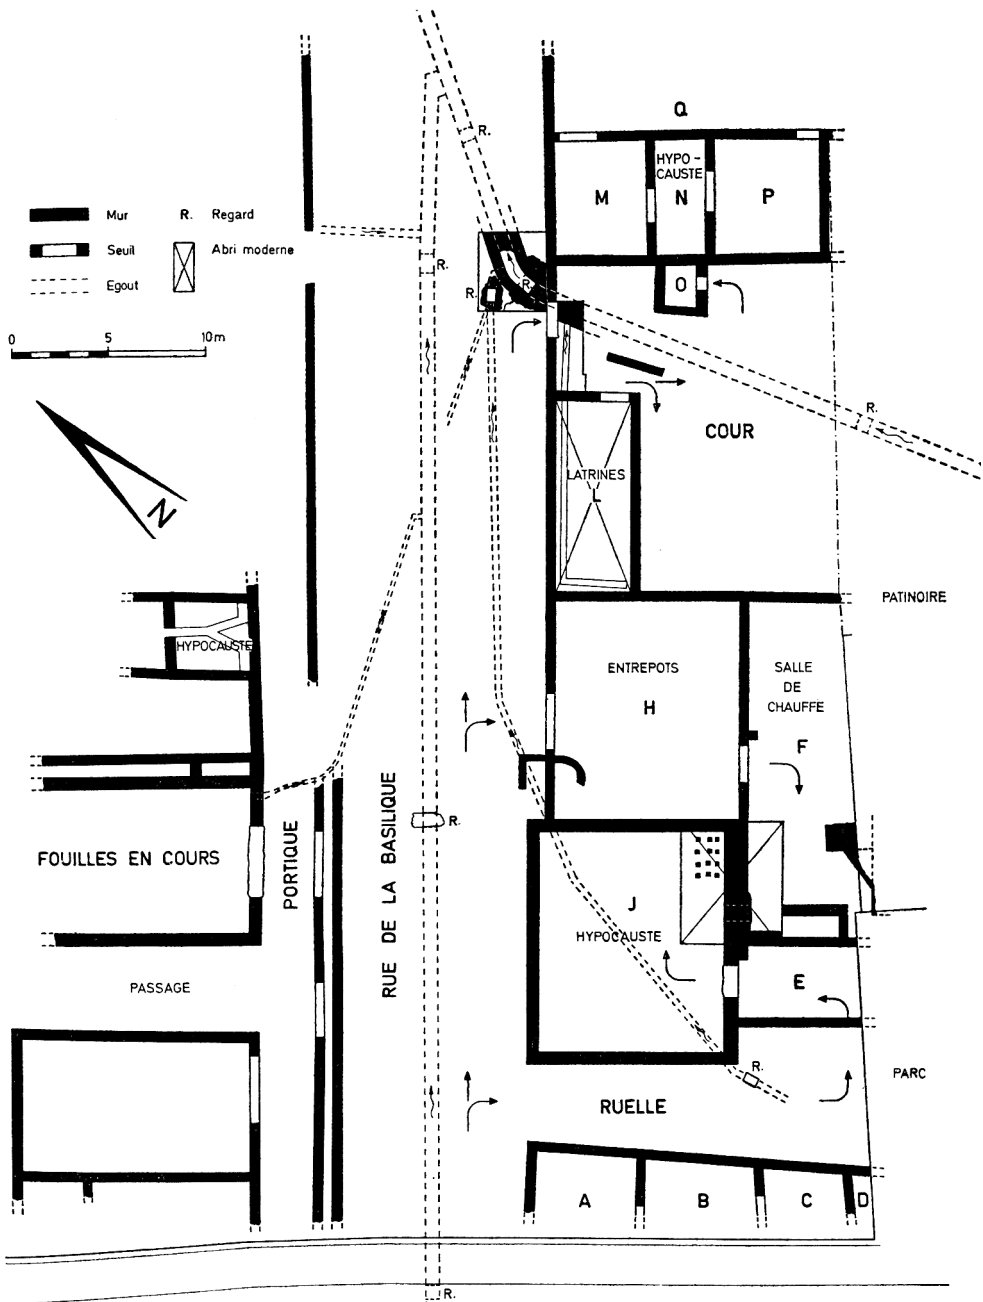 Q
R.
HYPO-
CAUSTE
M
N
P
Mur
R. Regard
Seuil
Abri moderne
Egout
R.
R.
R.
O
0 5 10m
R.
COUR
LATRINES
L
N
PATINOIRE
HYPOCAUSTE
ENTREPOTS
H
SALLE
DE
CHAUFFE
F
RUE DE LA BASILIQUE
R.
PORTIQUE
FOUILLES EN COURS
J
HYPOCAUSTE
E
PASSAGE
R.
PARC
RUELLE
A
B
C
D
R.